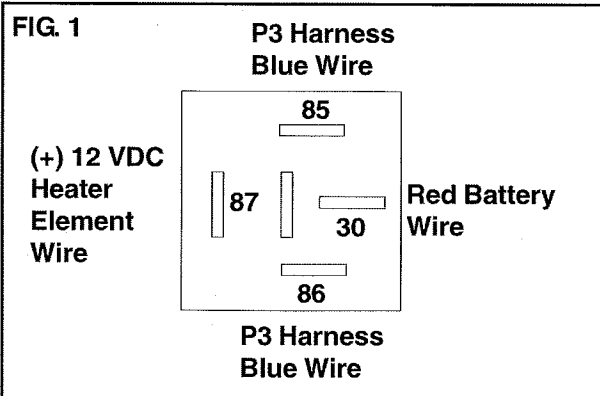 FIG. 1
P3 Harness
Blue Wire
85
(+) 12 VDC
Heater
Element
Wire
87
30
Red Battery
Wire
86
P3 Harness
Blue Wire